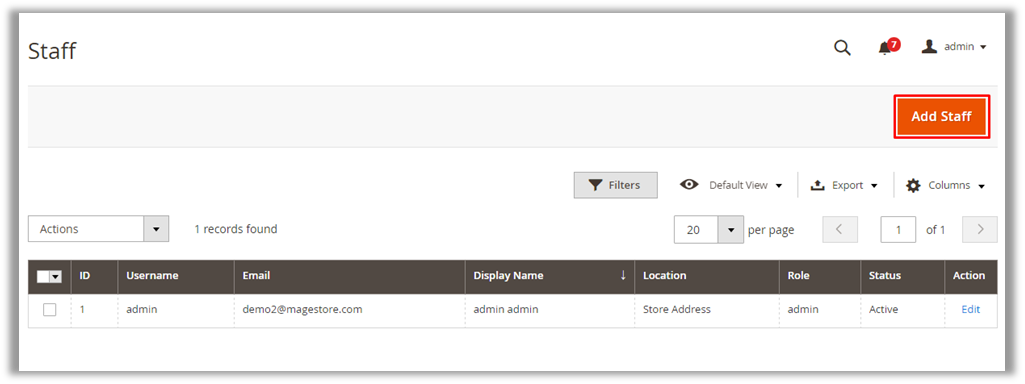 Staff
7
admin
Add Staff
Filters
Default View
Export
Columns
Actions
1 records found
20
per page
1
of 1
ID Username Email Display Name ↓ Location Role Status Action
1 admin demo2@magestore.com admin admin Store Address admin Active Edit